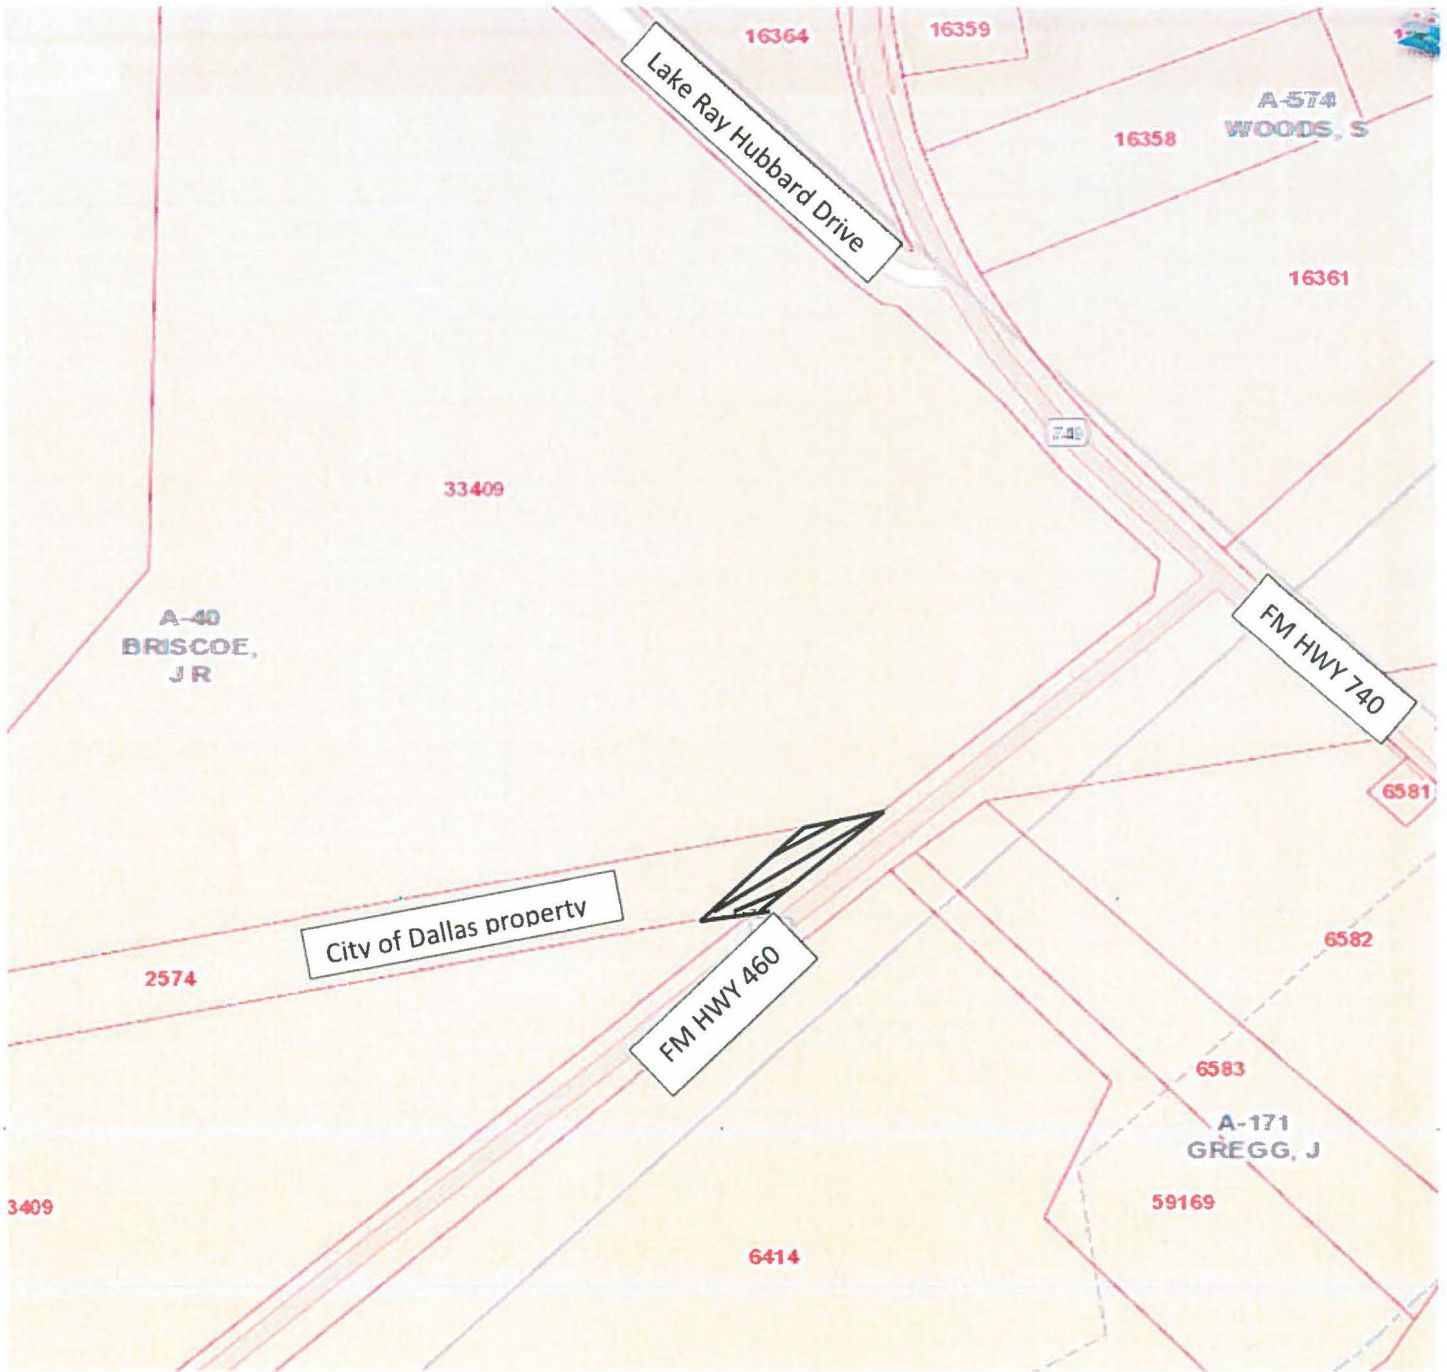 16364
16359
Lake Ray Hubbard Drive
A-574
WOODS, S
16358
16361
33409
A-40
BRISCOE,
J R
FM HWY 740
6581
City of Dallas property
2574
FM HWY 460
6582
6583
A-171
GREGG, J
59169
3409
6414